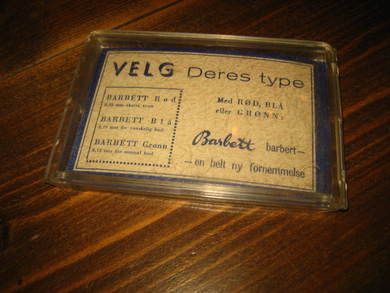 VELG Deres type
BARBETT Rød
BARBETT Blå
BARBETT Grønn
Med RØD, BLÅ
eller GRØNN:
Barbett barbert—
—en helt ny fornemmelse